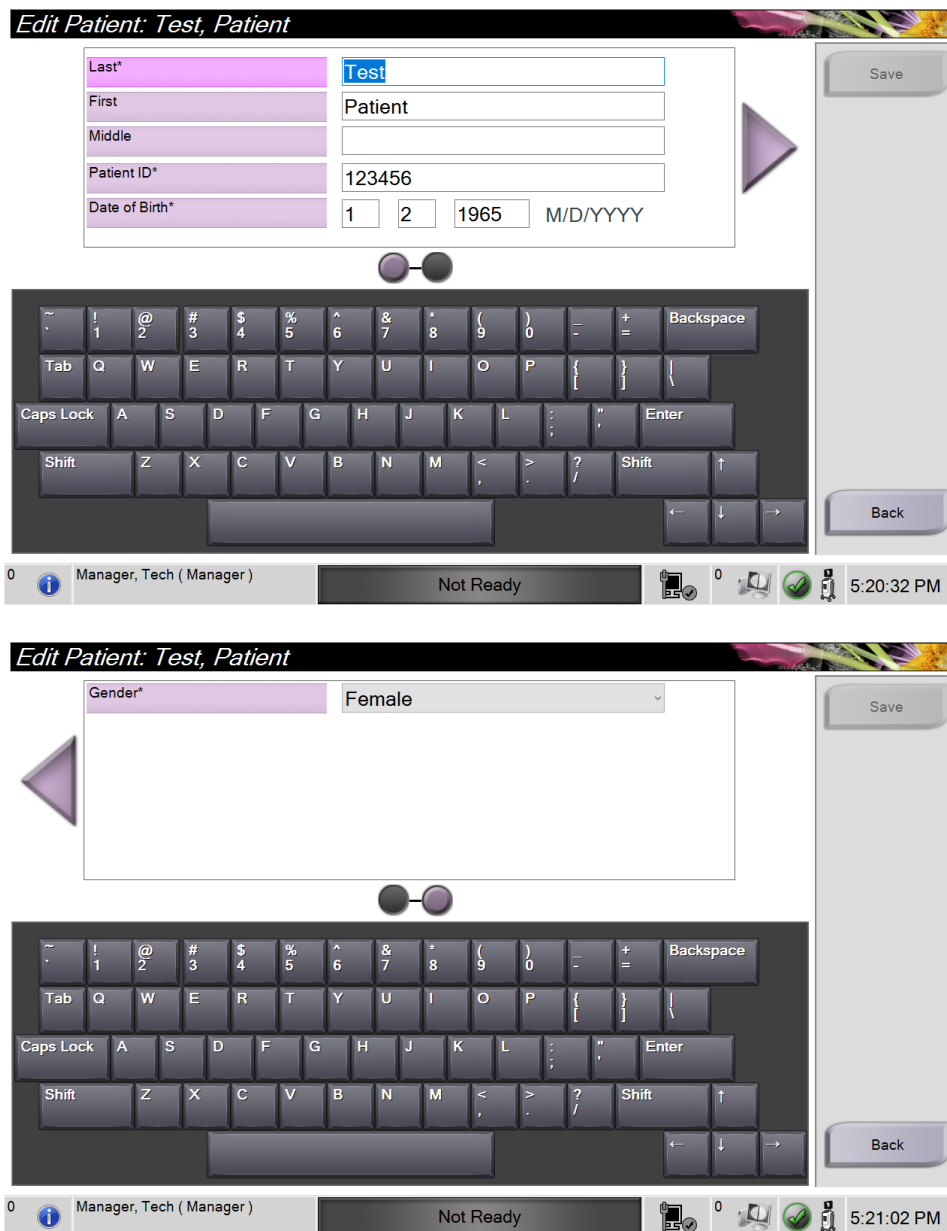 Edit Patient: Test, Patient
Last* Test
First Patient
Middle
Patient ID* 123456
Date of Birth* 1 2 1965 M/D/YYYY
Save
~ ! @ # $ % ^ & * ( ) _ + Backspace
` 1 2 3 4 5 6 7 8 9 0 - =
Tab Q W E R T Y U I O P { } |
[ ] \
Caps Lock A S D F G H J K L : " Enter
; '
Shift Z X C V B N M < > ? Shift ↑
, . /
← ↓ →
Back
0 Manager, Tech ( Manager ) Not Ready 0 5:20:32 PM
Edit Patient: Test, Patient
Gender* Female
Save
~ ! @ # $ % ^ & * ( ) _ + Backspace
` 1 2 3 4 5 6 7 8 9 0 - =
Tab Q W E R T Y U I O P { } |
[ ] \
Caps Lock A S D F G H J K L : " Enter
; '
Shift Z X C V B N M < > ? Shift ↑
, . /
← ↓ →
Back
0 Manager, Tech ( Manager ) Not Ready 0 5:21:02 PM